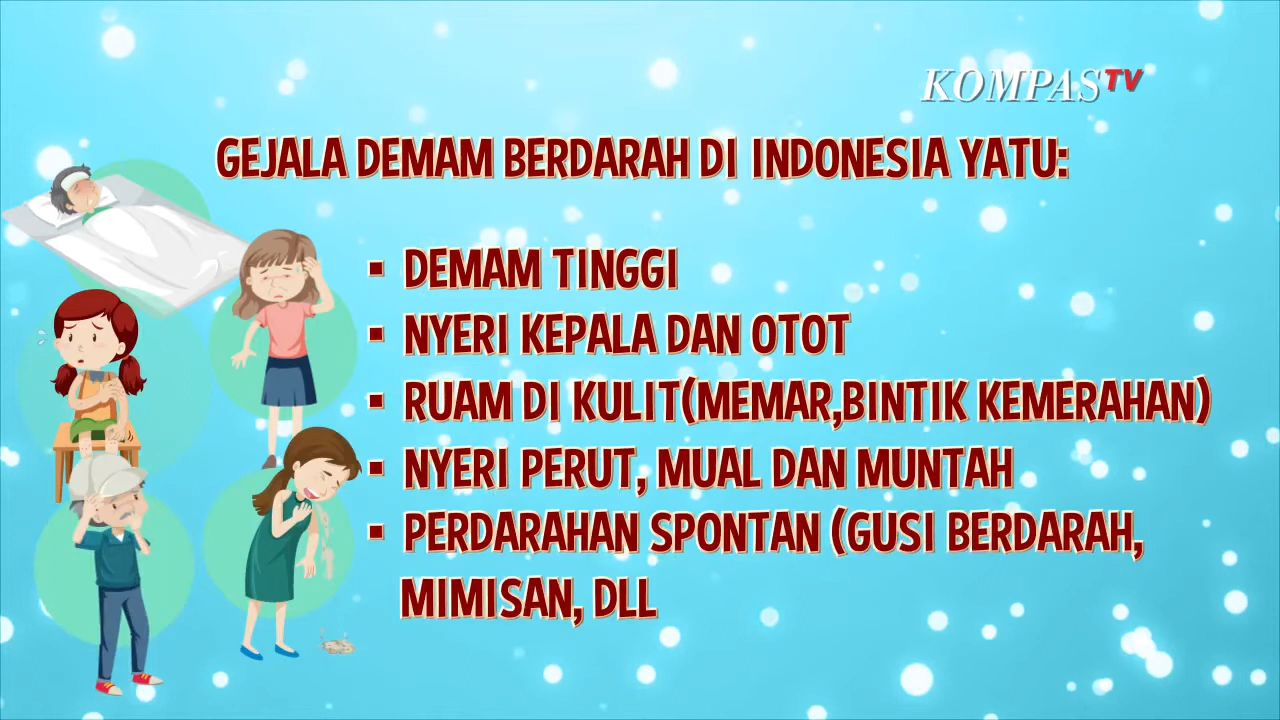 KOMPASTV
GEJALA DEMAM BERDARAH DI INDONESIA YATU:
▪ DEMAM TINGGI
▪ NYERI KEPALA DAN OTOT
▪ RUAM DI KULIT(MEMAR,BINTIK KEMERAHAN)
▪ NYERI PERUT, MUAL DAN MUNTAH
▪ PERDARAHAN SPONTAN (GUSI BERDARAH,
MIMISAN, DLL